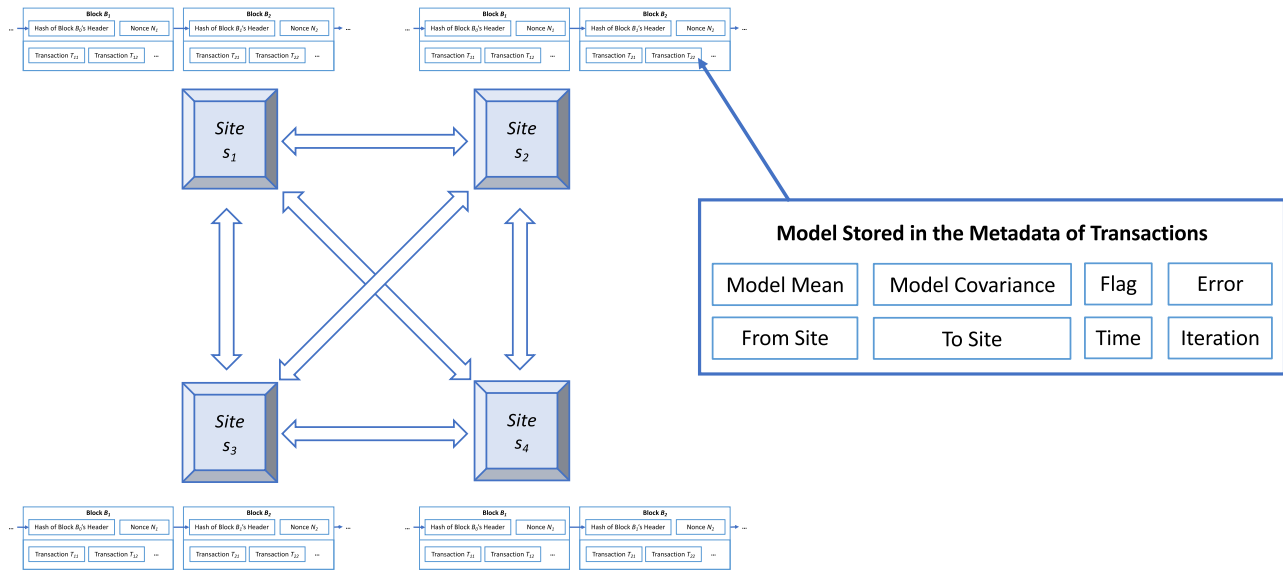 Block B₁
Block B₂
... Hash of Block B₀'s Header Nonce N₁ Hash of Block B₁'s Header Nonce N₂ ...
Transaction T₁₁ Transaction T₁₂ ... Transaction T₂₁ Transaction T₂₂ ...
Block B₁
Block B₂
... Hash of Block B₀'s Header Nonce N₁ Hash of Block B₁'s Header Nonce N₂ ...
Transaction T₁₁ Transaction T₁₂ ... Transaction T₂₁ Transaction T₂₂ ...
Site
s₁
Site
s₂
Model Stored in the Metadata of Transactions
Model Mean Model Covariance Flag Error
From Site To Site Time Iteration
Site
s₃
Site
s₄
Block B₁
Block B₂
... Hash of Block B₀'s Header Nonce N₁ Hash of Block B₁'s Header Nonce N₂ ...
Transaction T₁₁ Transaction T₁₂ ... Transaction T₂₁ Transaction T₂₂ ...
Block B₁
Block B₂
... Hash of Block B₀'s Header Nonce N₁ Hash of Block B₁'s Header Nonce N₂ ...
Transaction T₁₁ Transaction T₁₂ ... Transaction T₂₁ Transaction T₂₂ ...